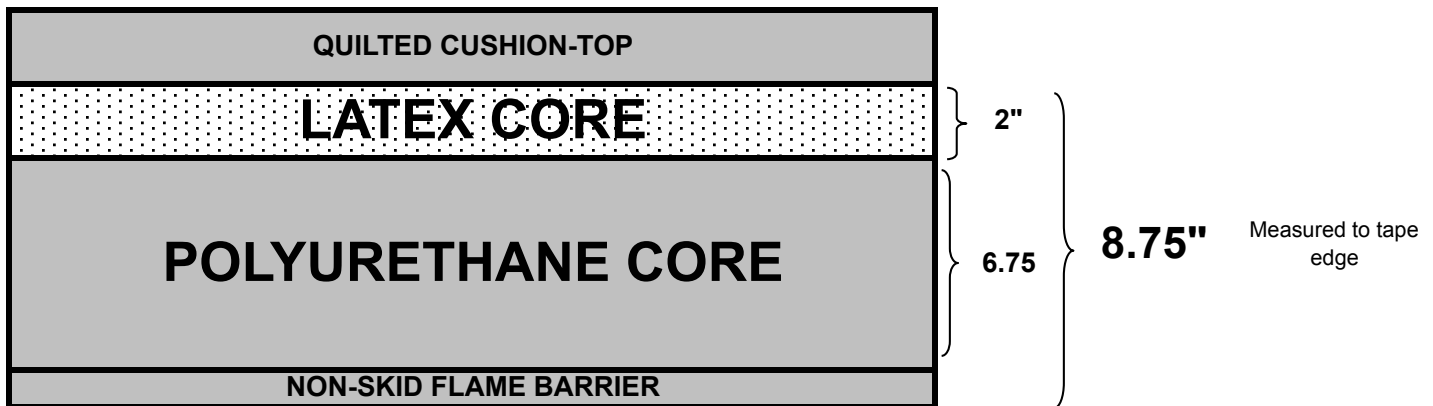 QUILTED CUSHION-TOP
LATEX CORE
2"
POLYURETHANE CORE
6.75
8.75"
Measured to tape
edge
NON-SKID FLAME BARRIER